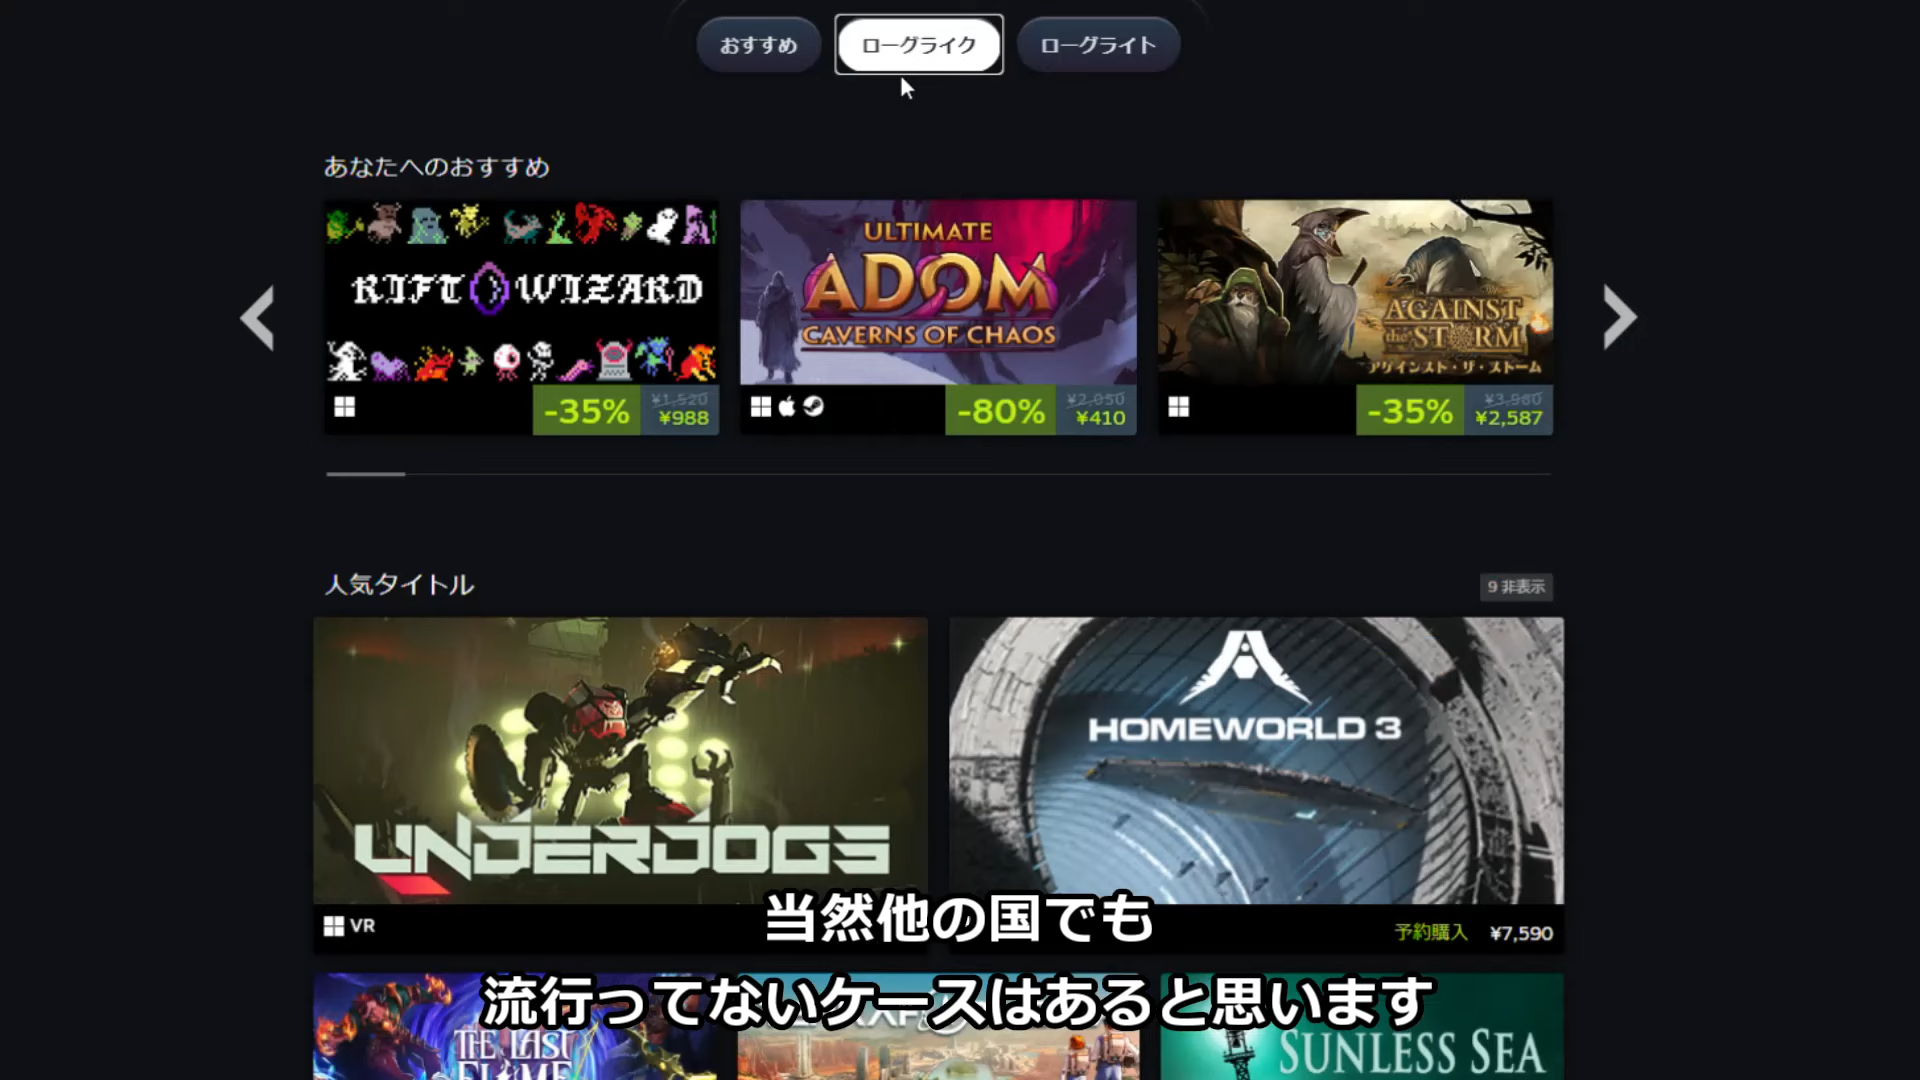 おすすめ
ローグライク
ローグライト
あなたへのおすすめ
RIFT WIZARD
-35%
¥1,520
¥988
ULTIMATE
ADOM
CAVERNS OF CHAOS
-80%
¥2,050
¥410
AGAINST
the STORM
アゲインスト・ザ・ストーム
-35%
¥3,980
¥2,587
人気タイトル
9 非表示
UNDERDOGS
VR
HOMEWORLD 3
予約購入 ¥7,590
当然他の国でも
流行ってないケースはあると思います
THE LAST
FLAME
SUNLESS SEA